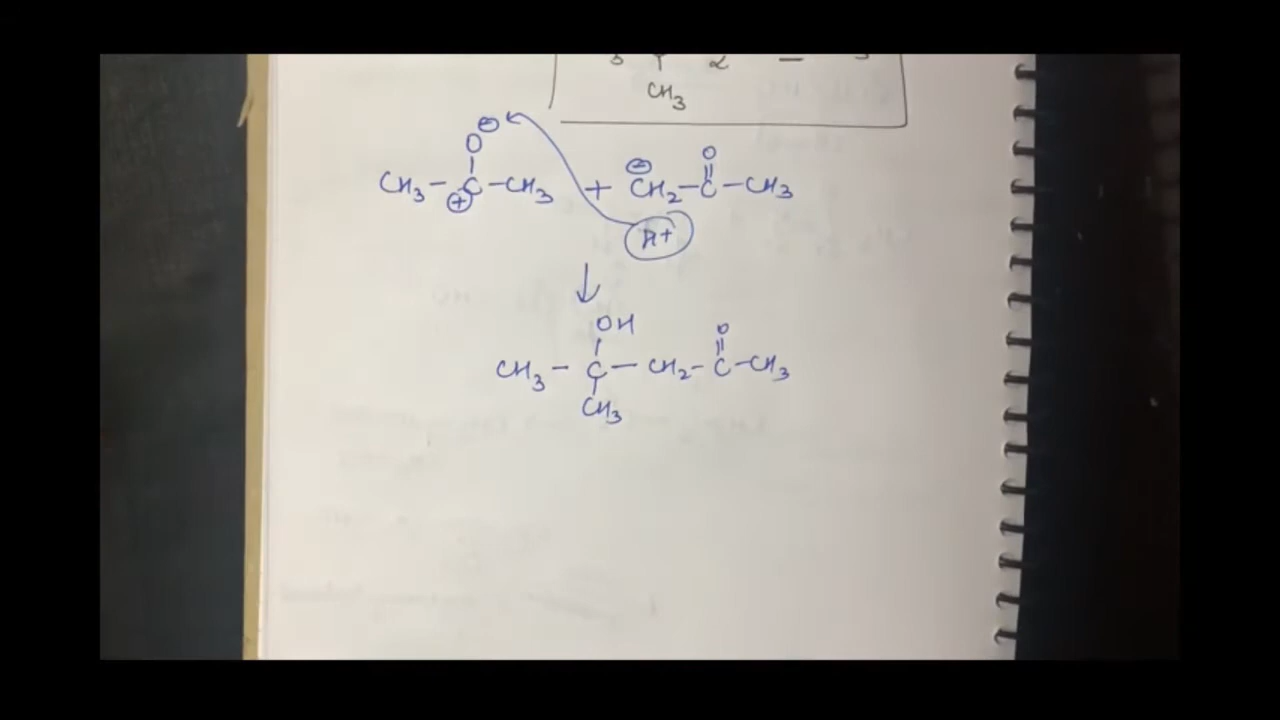 CH3
O⊖
CH3-C-CH3 + CH2-C-CH3
⊕ ⊖ O
H+
↓
OH O
CH3-C-CH2-C-CH3
CH3